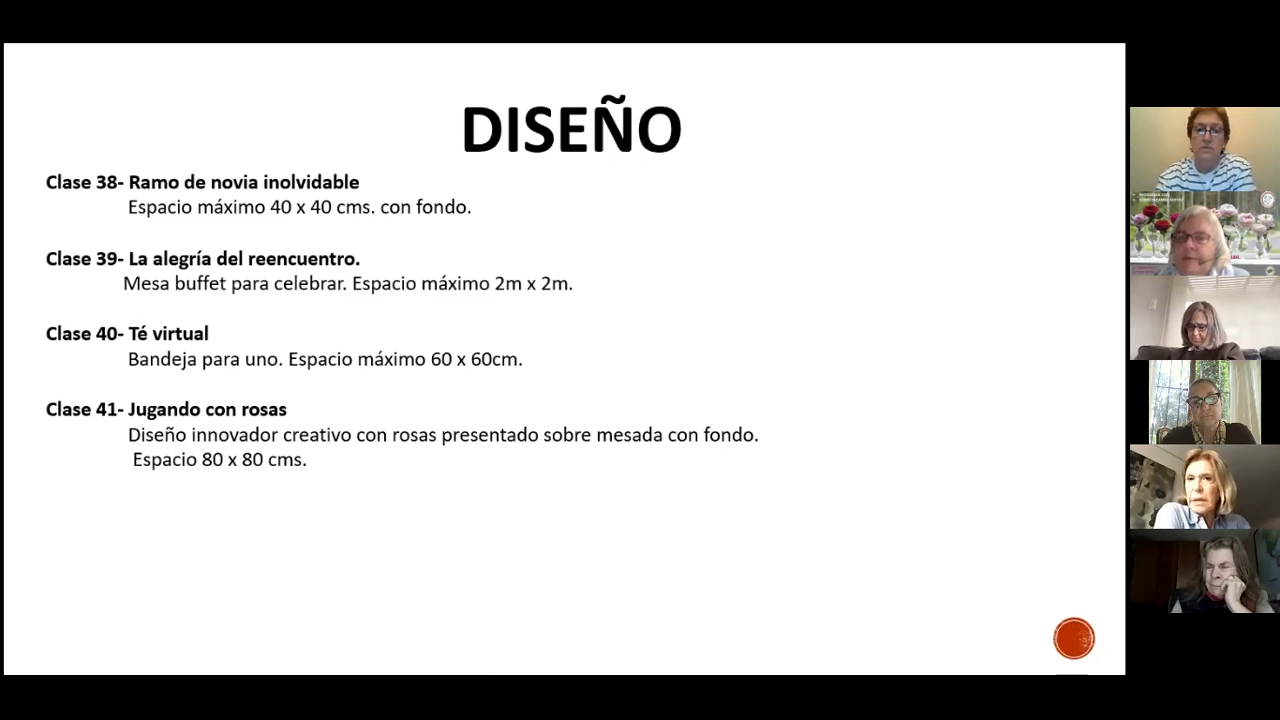 DISEÑO
Clase 38- Ramo de novia inolvidable
Espacio máximo 40 x 40 cms. con fondo.
Clase 39- La alegría del reencuentro.
Mesa buffet para celebrar. Espacio máximo 2m x 2m.
Clase 40- Té virtual
Bandeja para uno. Espacio máximo 60 x 60cm.
Clase 41- Jugando con rosas
Diseño innovador creativo con rosas presentado sobre mesada con fondo.
Espacio 80 x 80 cms.